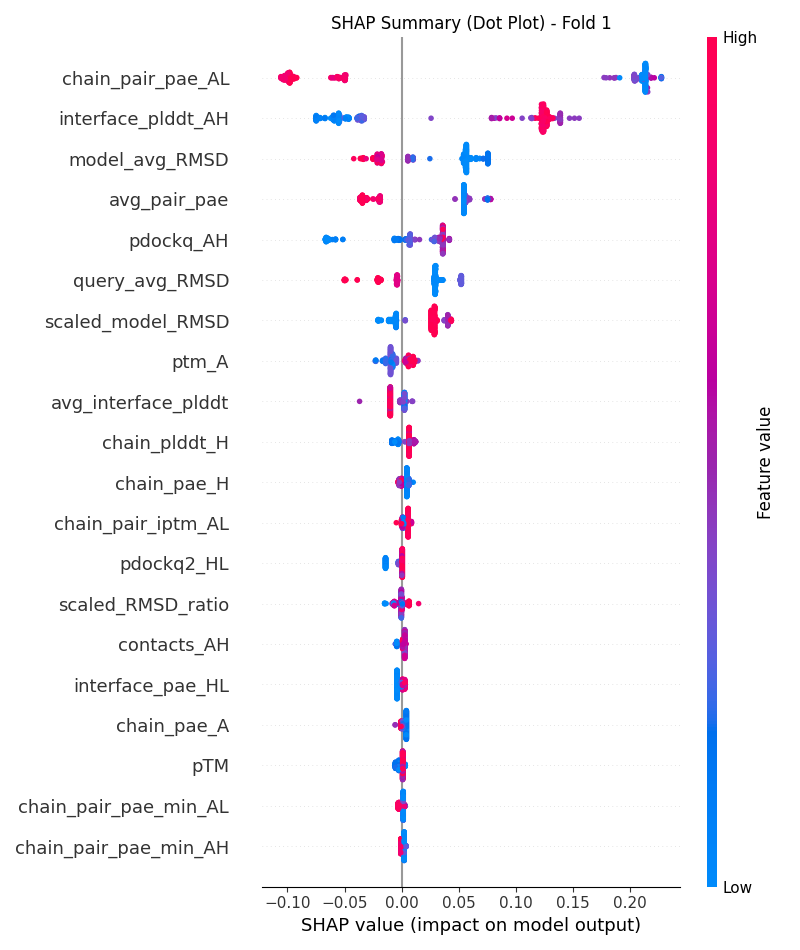 SHAP Summary (Dot Plot) - Fold 1
High
chain_pair_pae_AL
interface_plddt_AH
model_avg_RMSD
avg_pair_pae
pdockq_AH
query_avg_RMSD
scaled_model_RMSD
ptm_A
avg_interface_plddt
chain_plddt_H
chain_pae_H
chain_pair_iptm_AL
pdockq2_HL
scaled_RMSD_ratio
contacts_AH
interface_pae_HL
chain_pae_A
pTM
chain_pair_pae_min_AL
chain_pair_pae_min_AH
Feature value
Low
−0.10 −0.05 0.00 0.05 0.10 0.15 0.20
SHAP value (impact on model output)